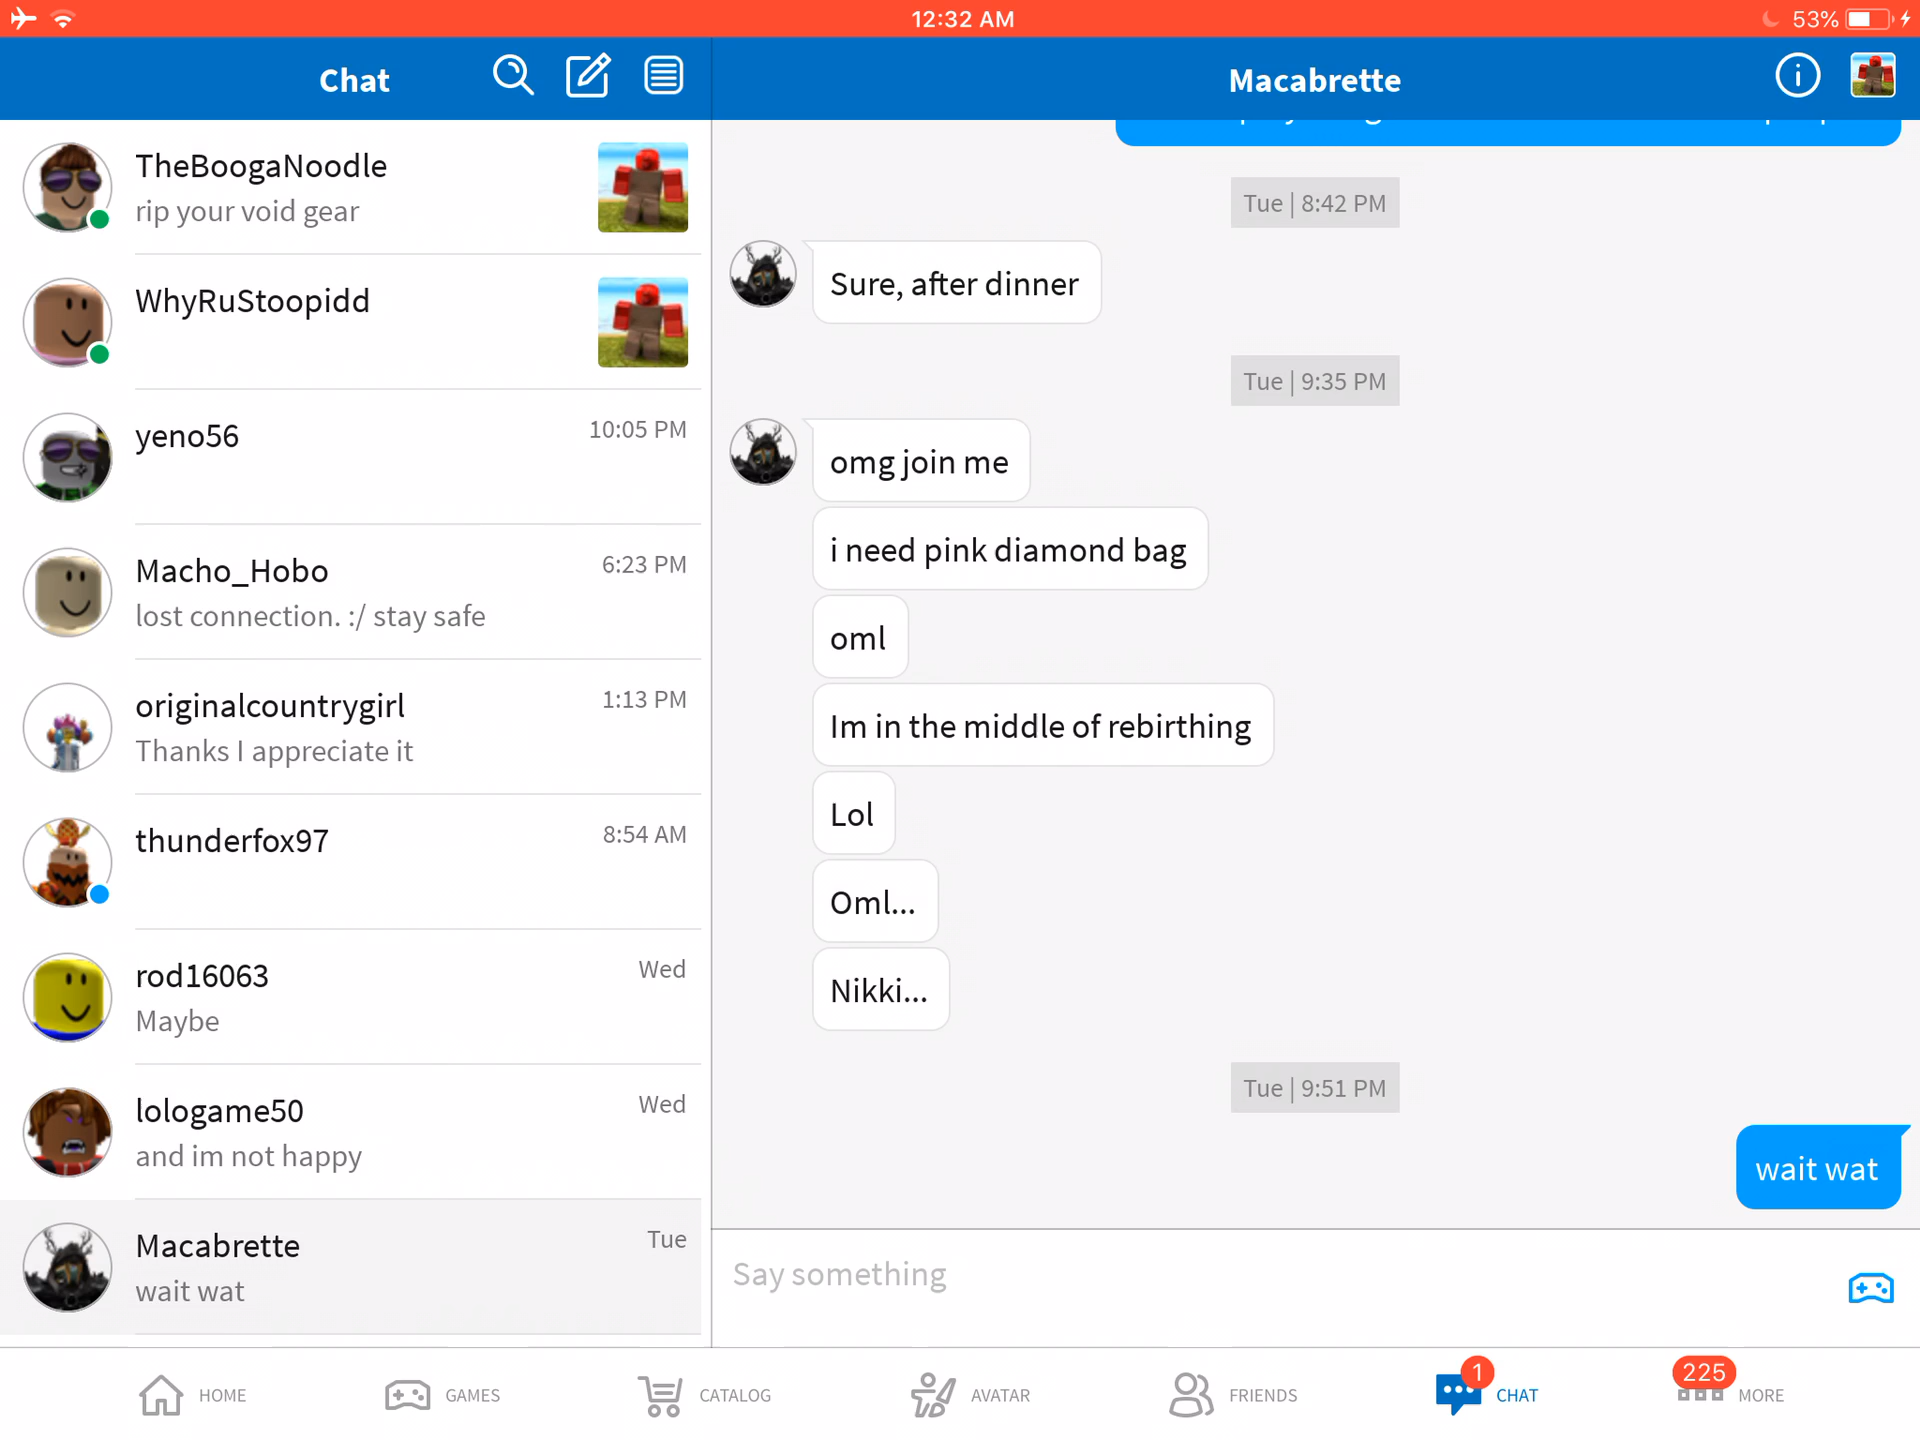 12:32 AM
53%
Chat
Macabrette
TheBoogaNoodle
rip your void gear
WhyRuStoopidd
yeno56
10:05 PM
Macho_Hobo
6:23 PM
lost connection. :/ stay safe
originalcountrygirl
1:13 PM
Thanks I appreciate it
thunderfox97
8:54 AM
rod16063
Wed
Maybe
lologame50
Wed
and im not happy
Macabrette
Tue
wait wat
Tue | 8:42 PM
Sure, after dinner
Tue | 9:35 PM
omg join me
i need pink diamond bag
oml
Im in the middle of rebirthing
Lol
Oml...
Nikki...
Tue | 9:51 PM
wait wat
Say something
HOME
GAMES
CATALOG
AVATAR
FRIENDS
1
CHAT
225
MORE